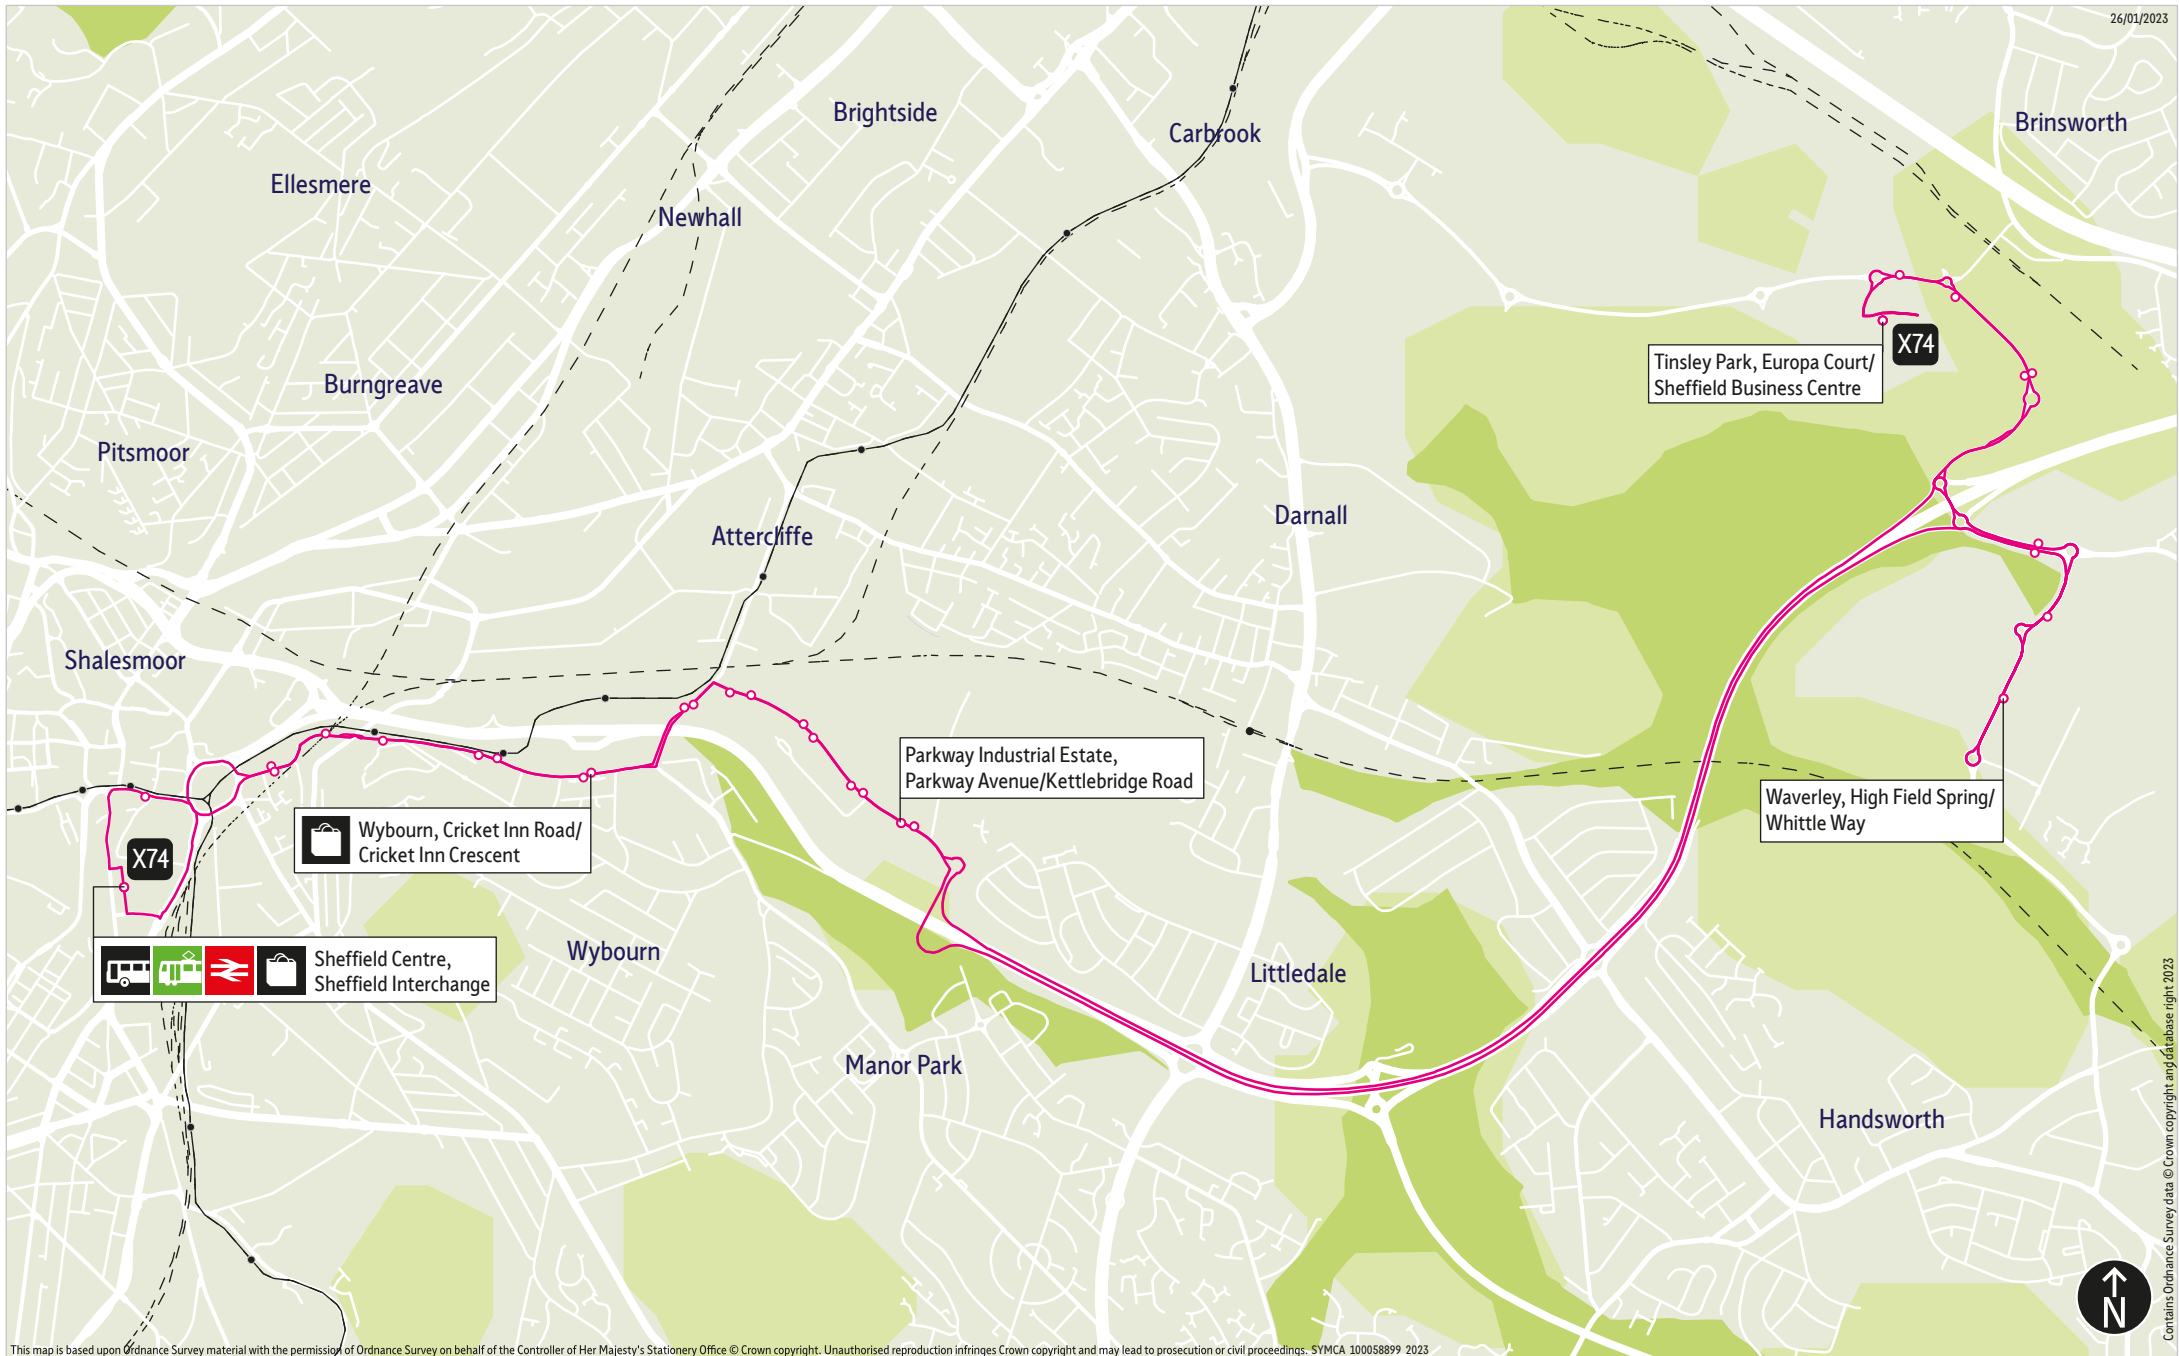 26/01/2023
Brightside
Carbrook
Brinsworth
Ellesmere
Newhall
X74
Tinsley Park, Europa Court/
Sheffield Business Centre
Burngreave
Pitsmoor
Attercliffe
Darnall
Shalesmoor
Parkway Industrial Estate,
Parkway Avenue/Kettlebridge Road
Waverley, High Field Spring/
Whittle Way
Wybourn, Cricket Inn Road/
Cricket Inn Crescent
X74
Wybourn
Sheffield Centre,
Sheffield Interchange
Littledale
Manor Park
Handsworth
N
Contains Ordnance Survey data © Crown copyright and database right 2023
This map is based upon Ordnance Survey material with the permission of Ordnance Survey on behalf of the Controller of Her Majesty's Stationery Office © Crown copyright. Unauthorised reproduction infringes Crown copyright and may lead to prosecution or civil proceedings. SYMCA 100058899 2023